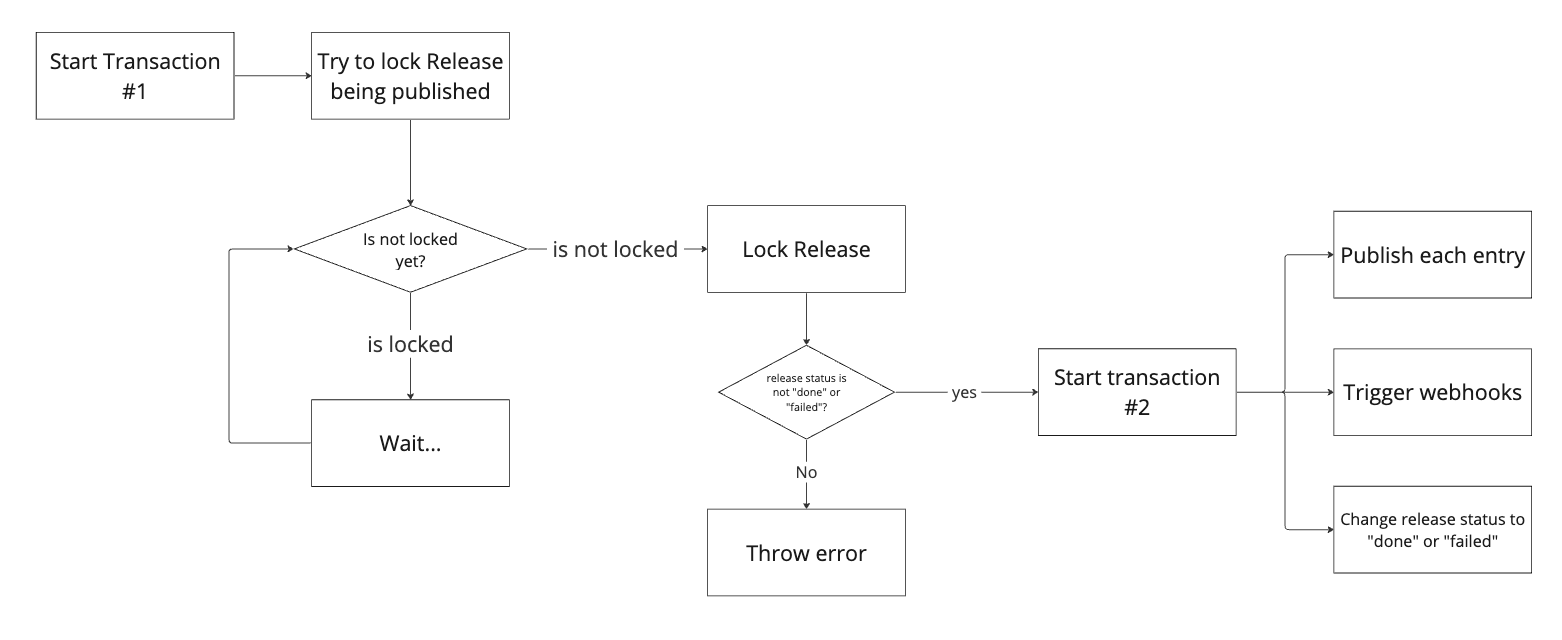 Start Transaction
#1
Try to lock Release
being published
Is not locked
yet?
is not locked
is locked
Wait...
Lock Release
release status is
not "done" or
"failed"?
yes
No
Throw error
Start transaction
#2
Publish each entry
Trigger webhooks
Change release status to
"done" or "failed"